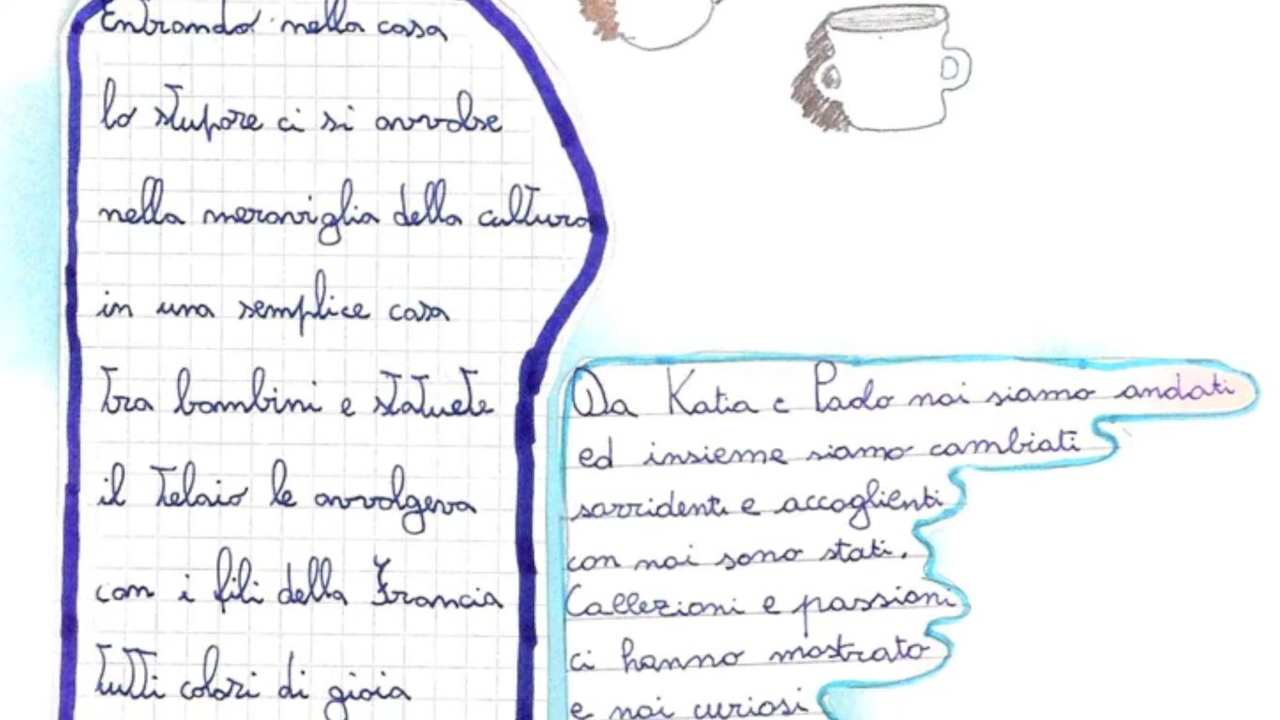 Entrando nella casa
lo stupore ci si avvolse
nella meraviglia della cultura
in una semplice casa
tra bambini e statuete
il telaio le avvolgeva
con i fili della Francia
tutti colori di gioia
Da Katia e Paolo noi siamo andati
ed insieme siamo cambiati
sorridenti e accoglienti
con noi sono stati.
Collezioni e passioni
ci hanno mostrato
e noi curiosi